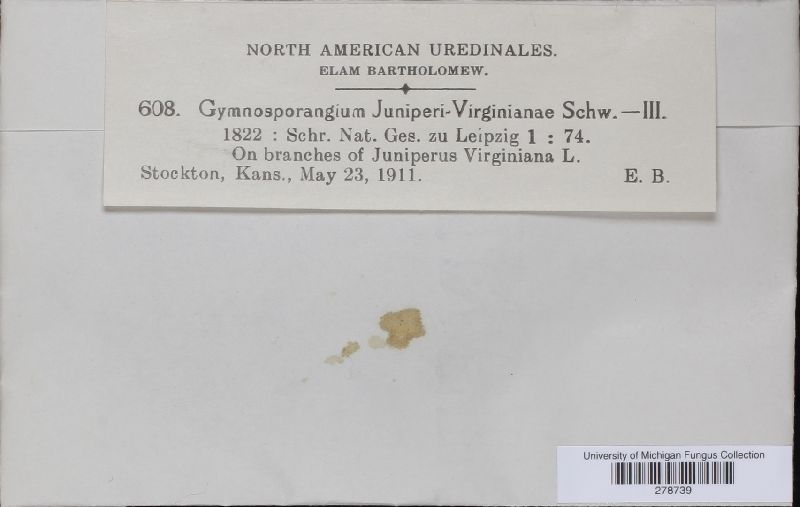 NORTH AMERICAN UREDINALES.
ELAM BARTHOLOMEW.
608. Gymnosporangium Juniperi-Virginianae Schw.—III.
1822 : Schr. Nat. Ges. zu Leipzig 1 : 74.
On branches of Juniperus Virginiana L.
Stockton, Kans., May 23, 1911. E. B.
University of Michigan Fungus Collection
278739